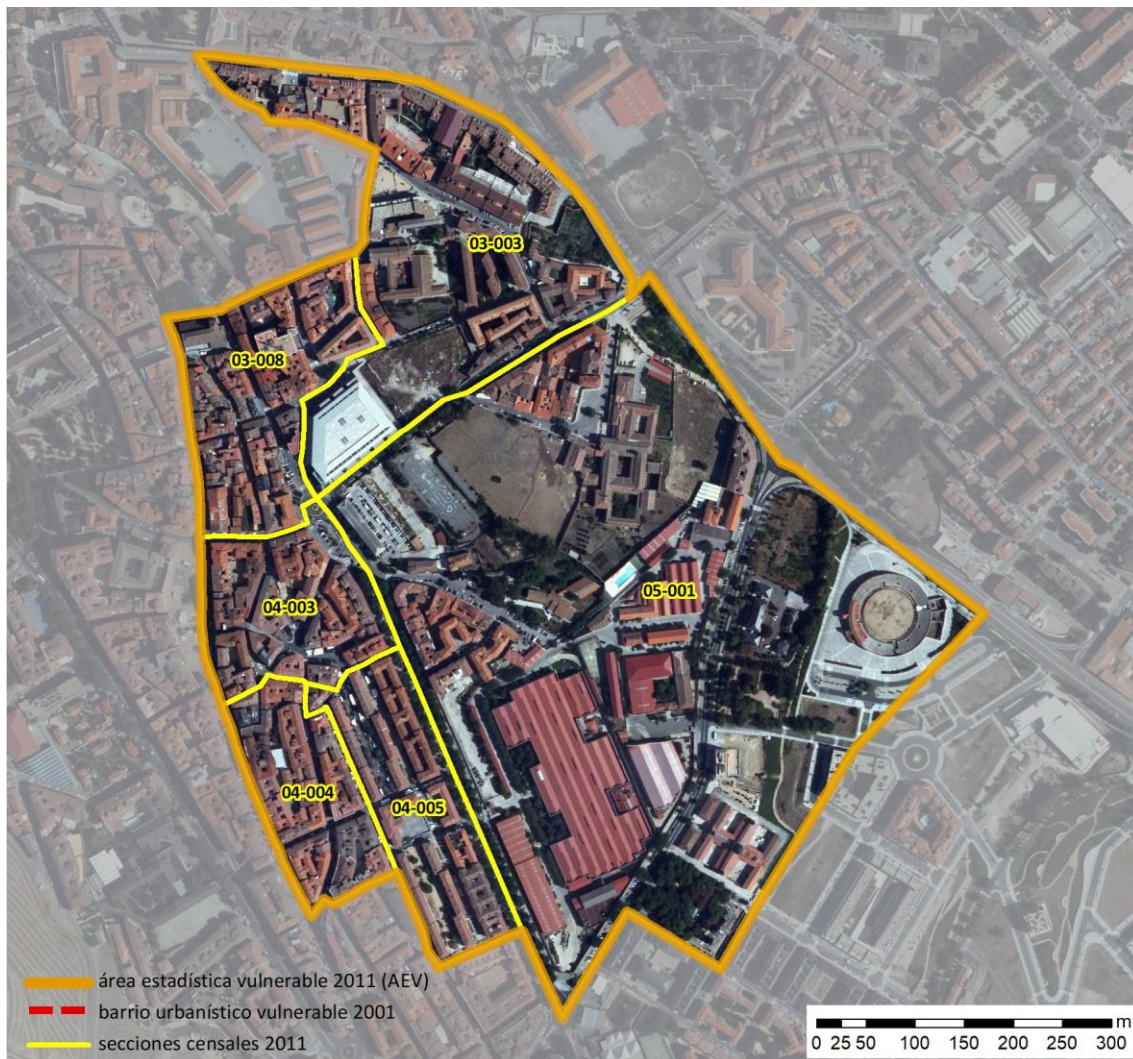 03-003
03-008
05-001
04-003
04-004
04-005
área estadística vulnerable 2011 (AEV)
barrio urbanístico vulnerable 2001
secciones censales 2011
m
0 25 50 100 150 200 250 300